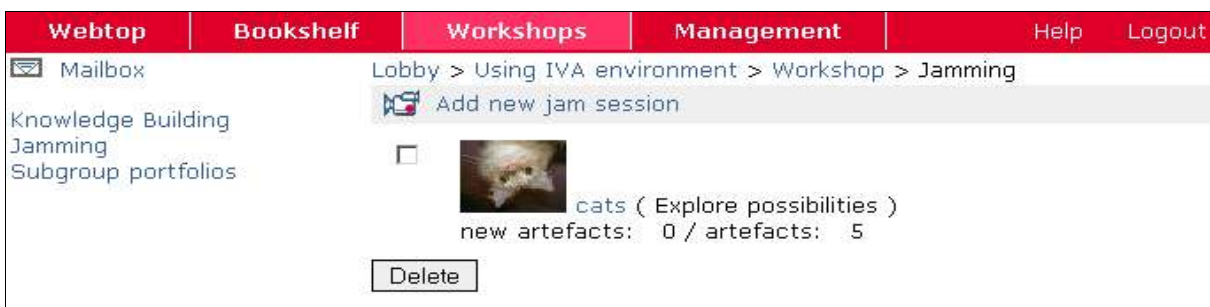 Webtop Bookshelf Workshops Management Help Logout
Mailbox
Knowledge Building
Jamming
Subgroup portfolios
Lobby > Using IVA environment > Workshop > Jamming
Add new jam session
cats ( Explore possibilities )
new artefacts: 0 / artefacts: 5
Delete